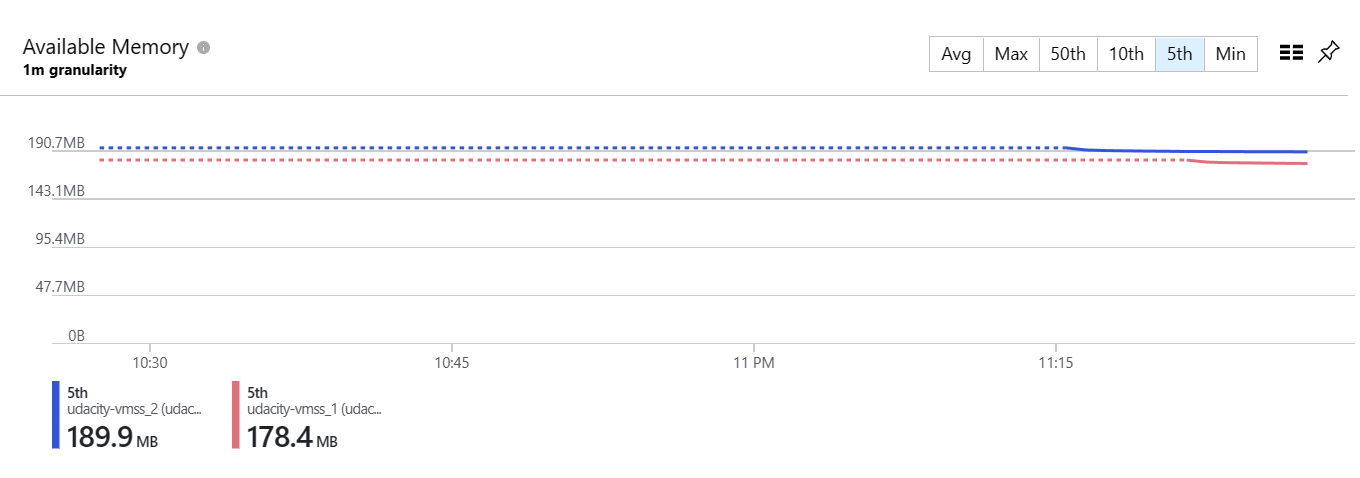 Available Memory
1m granularity
Avg Max 50th 10th 5th Min
190.7MB
143.1MB
95.4MB
47.7MB
0B
10:30 10:45 11 PM 11:15
5th
udacity-vmss_2 (udac...
189.9 MB
5th
udacity-vmss_1 (udac...
178.4 MB